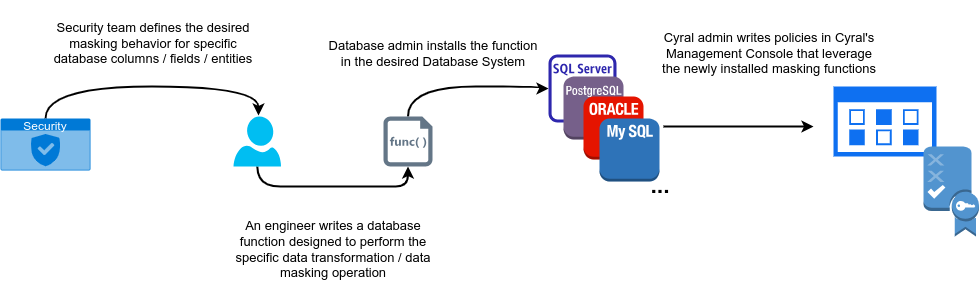 Security team defines the desired
masking behavior for specific
database columns / fields / entities
Security
An engineer writes a database
function designed to perform the
specific data transformation / data
masking operation
func()
Database admin installs the function
in the desired Database System
SQL Server
PostgreSQL
ORACLE
My SQL
...
Cyral admin writes policies in Cyral's
Management Console that leverage
the newly installed masking functions